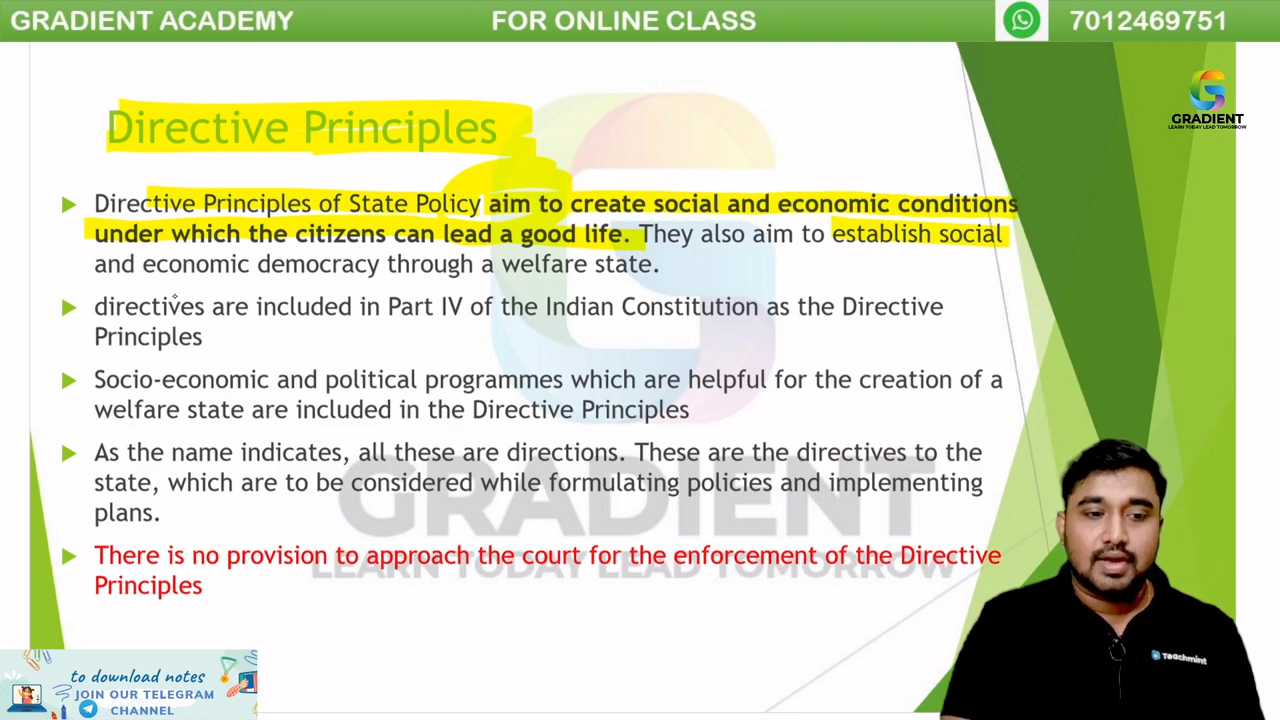 GRADIENT ACADEMY FOR ONLINE CLASS 7012469751
GRADIENT
LEARN TODAY LEAD TOMORROW
Directive Principles
Directive Principles of State Policy aim to create social and economic conditions
under which the citizens can lead a good life. They also aim to establish social
and economic democracy through a welfare state.
directives are included in Part IV of the Indian Constitution as the Directive
Principles
Socio-economic and political programmes which are helpful for the creation of a
welfare state are included in the Directive Principles
As the name indicates, all these are directions. These are the directives to the
state, which are to be considered while formulating policies and implementing
plans.
There is no provision to approach the court for the enforcement of the Directive
Principles
GRADIENT
LEARN TODAY LEAD TOMORROW
Teachmint
to download notes
JOIN OUR TELEGRAM
CHANNEL